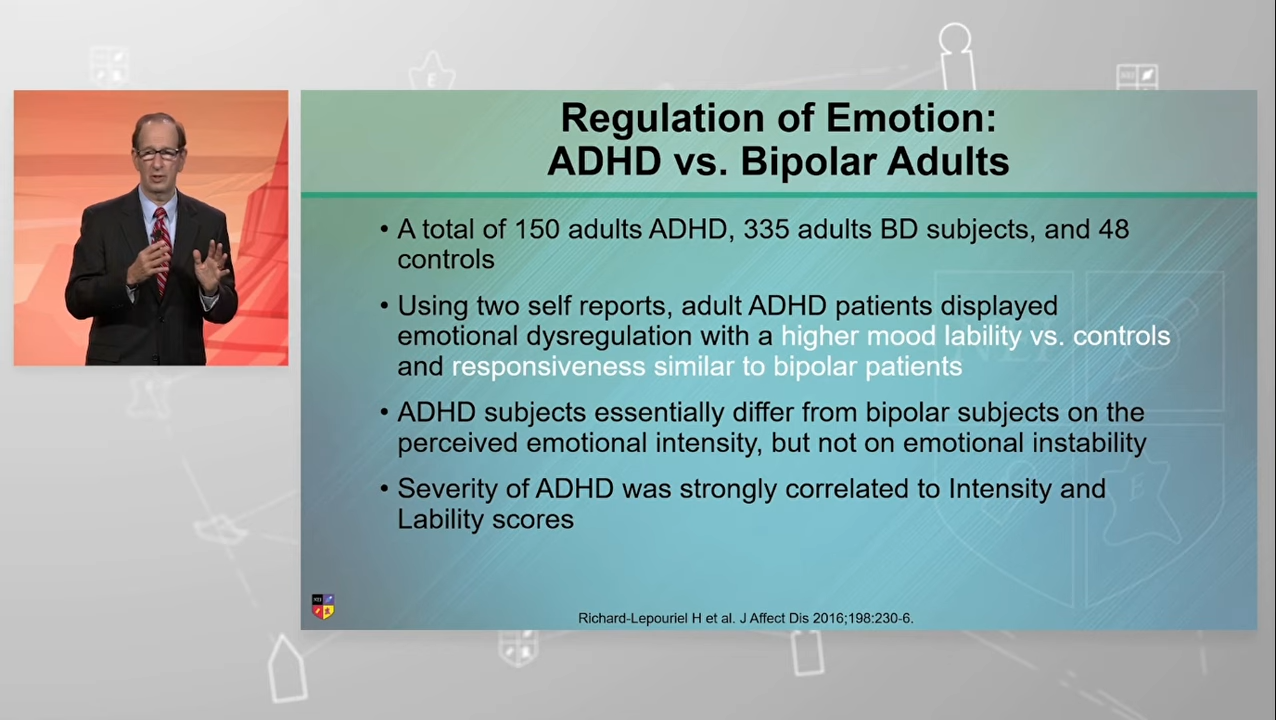 Regulation of Emotion:
ADHD vs. Bipolar Adults
• A total of 150 adults ADHD, 335 adults BD subjects, and 48
controls
• Using two self reports, adult ADHD patients displayed
emotional dysregulation with a higher mood lability vs. controls
and responsiveness similar to bipolar patients
• ADHD subjects essentially differ from bipolar subjects on the
perceived emotional intensity, but not on emotional instability
• Severity of ADHD was strongly correlated to Intensity and
Lability scores
NEI
Richard-Lepouriel H et al. J Affect Dis 2016;198:230-6.